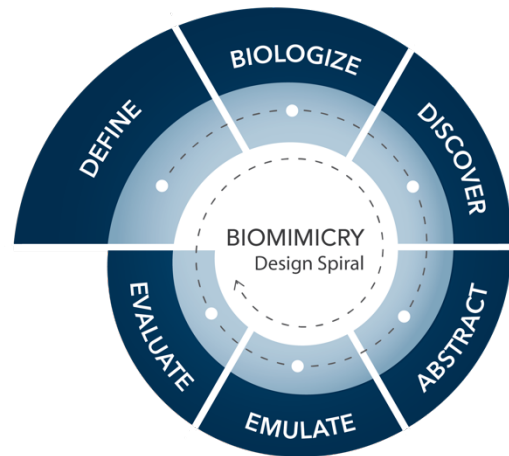 DEFINE
BIOLOGIZE
DISCOVER
ABSTRACT
EMULATE
EVALUATE
BIOMIMICRY
Design Spiral